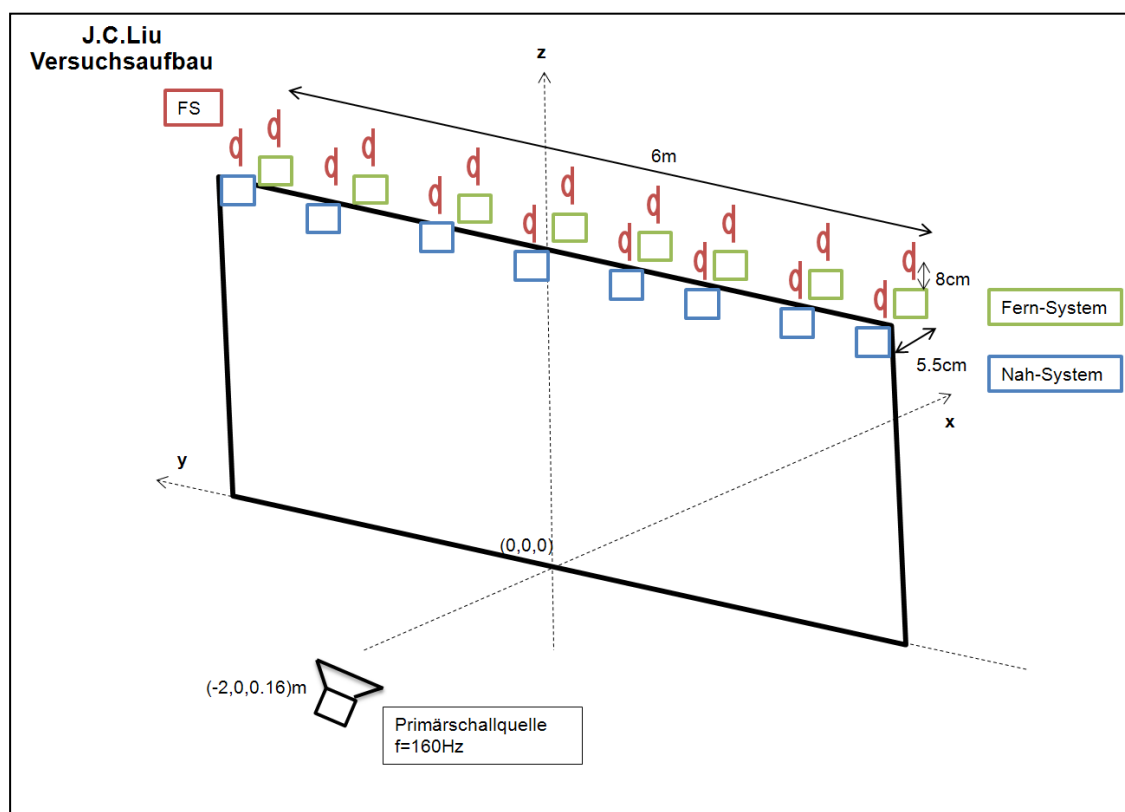 J.C.Liu
Versuchsaufbau
z
FS
6m
8cm
Fern-System
5.5cm
Nah-System
x
y
(0,0,0)
(-2,0,0.16)m
Primärschallquelle
f=160Hz